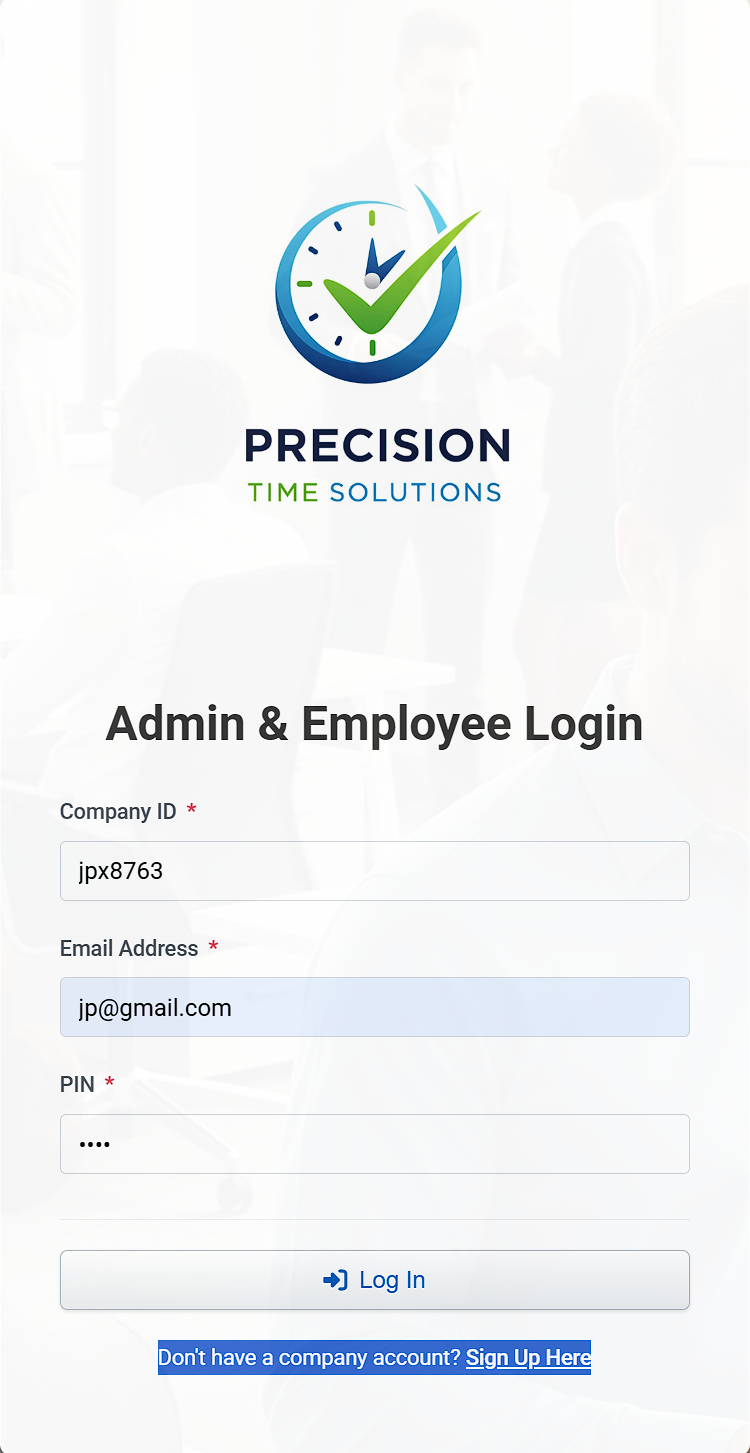 PRECISION
TIME SOLUTIONS
Admin & Employee Login
Company ID *
jpx8763
Email Address *
jp@gmail.com
PIN *
••••
Log In
Don't have a company account? Sign Up Here